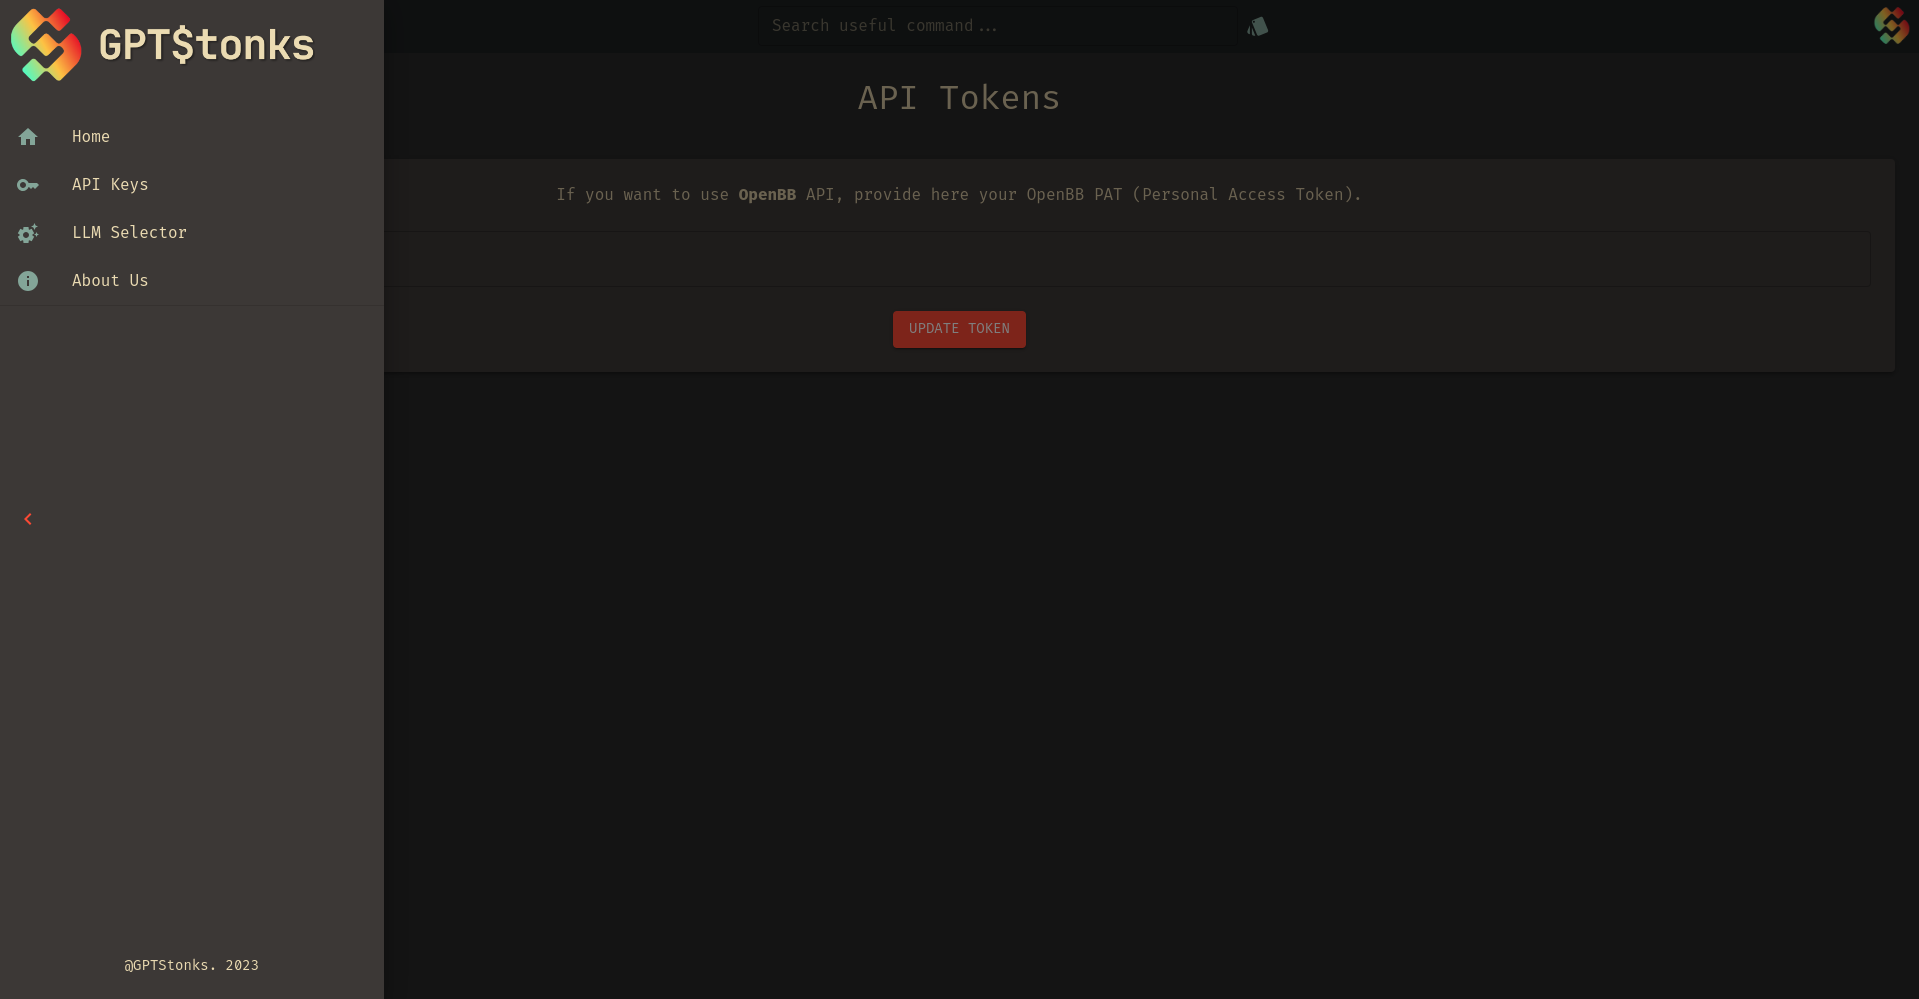 GPT$tonks
Home
API Keys
LLM Selector
About Us
@GPTStonks. 2023
Search useful command...
API Tokens
If you want to use OpenBB API, provide here your OpenBB PAT (Personal Access Token).
UPDATE TOKEN